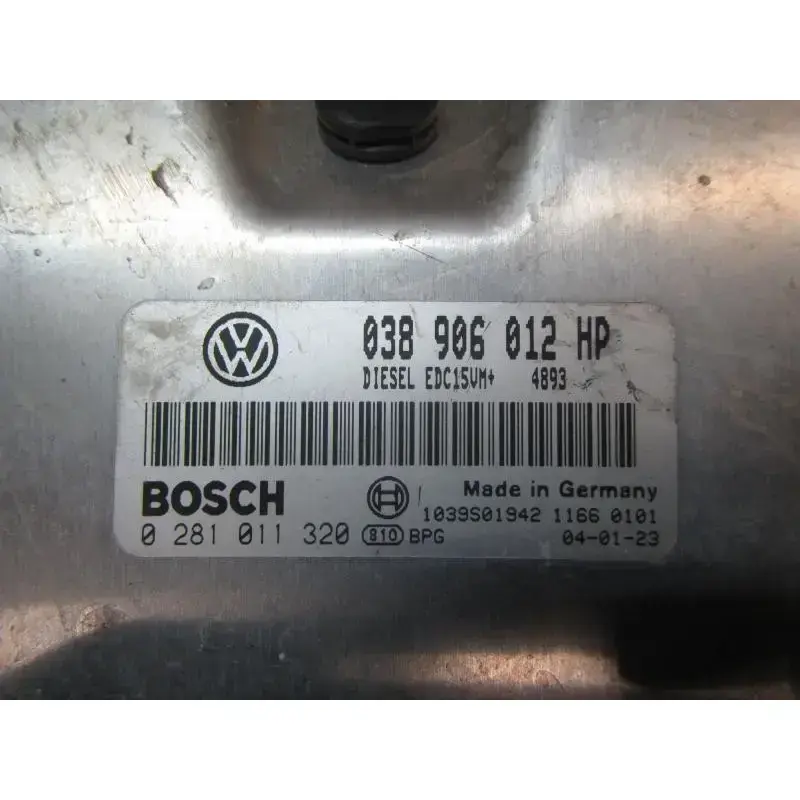 038 906 012 HP
DIESEL EDC15VM+ 4893
BOSCH
Made in Germany
1039S01942 1166 0101
0 281 011 320 810 BPG 04-01-23